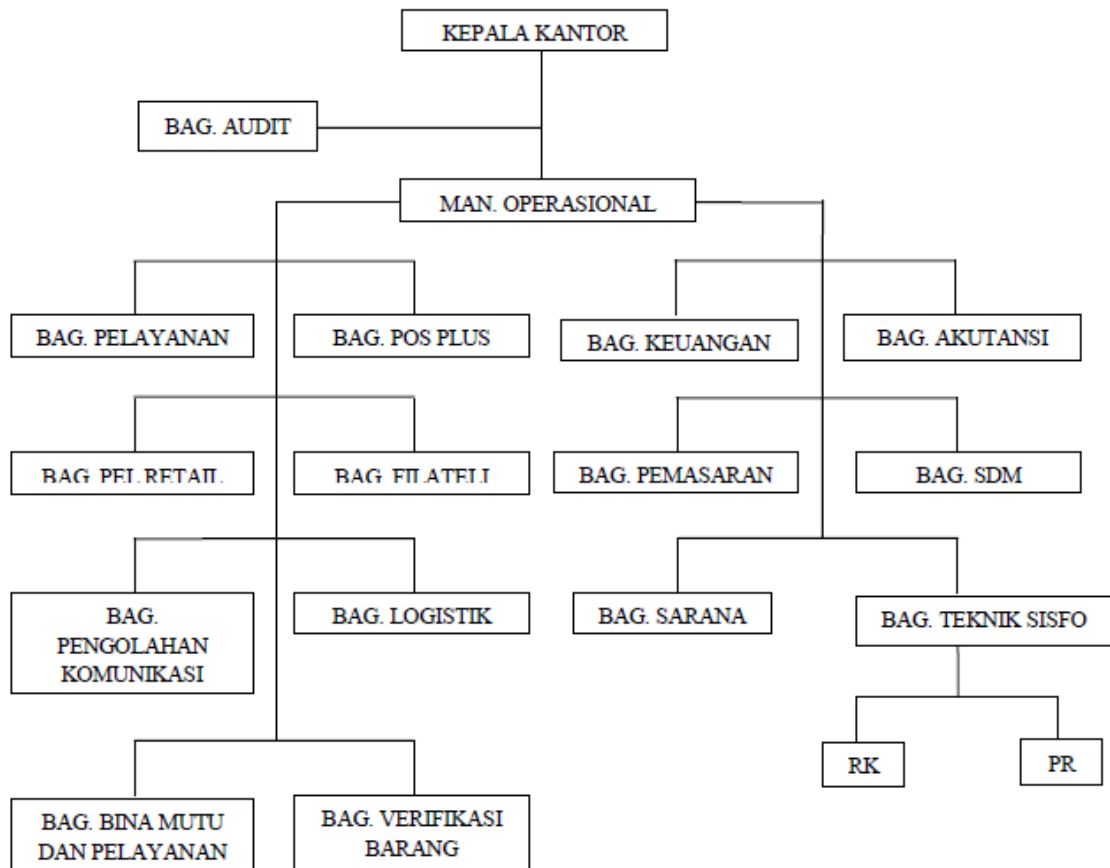 KEPALA KANTOR
BAG. AUDIT
MAN. OPERASIONAL
BAG. PELAYANAN
BAG. POS PLUS
BAG. KEUANGAN
BAG. AKUTANSI
BAG. PEL RETAIL
BAG. FILATELI
BAG. PEMASARAN
BAG. SDM
BAG.
PENGOLAHAN
KOMUNIKASI
BAG. LOGISTIK
BAG. SARANA
BAG. TEKNIK SISFO
RK
PR
BAG. BINA MUTU
DAN PELAYANAN
BAG. VERIFIKASI
BARANG